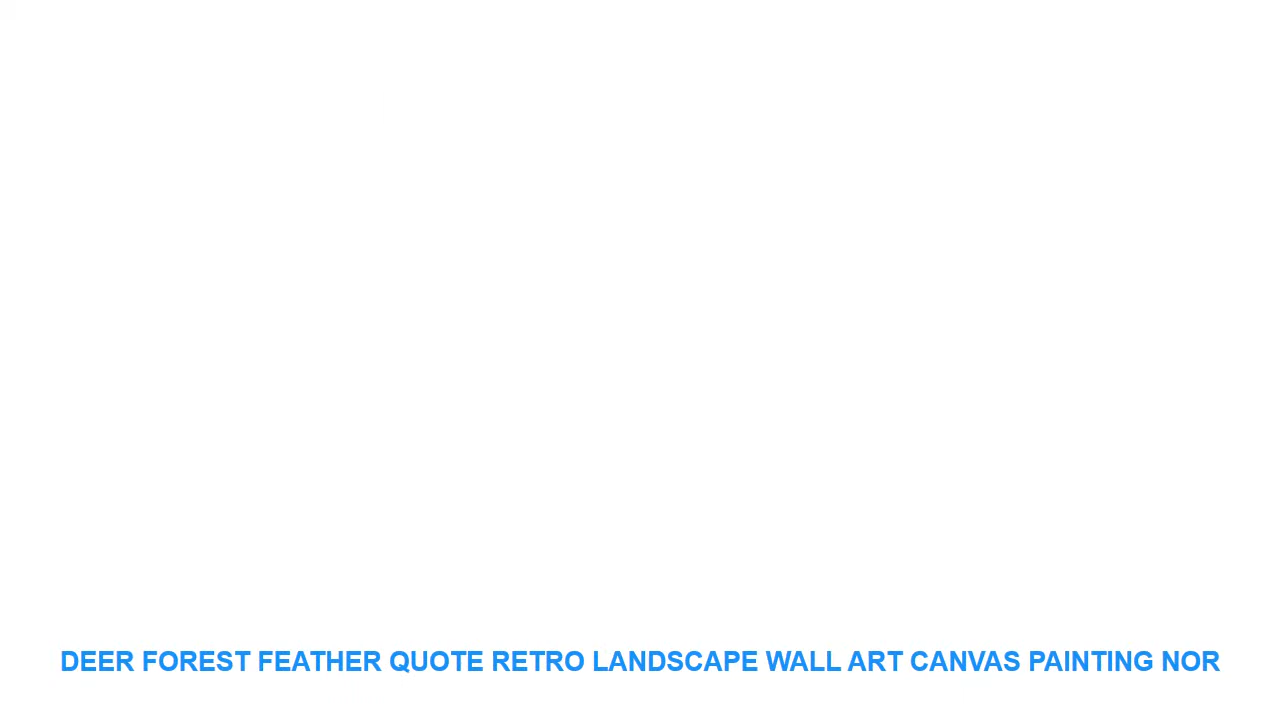 DEER FOREST FEATHER QUOTE RETRO LANDSCAPE WALL ART CANVAS PAINTING NOR